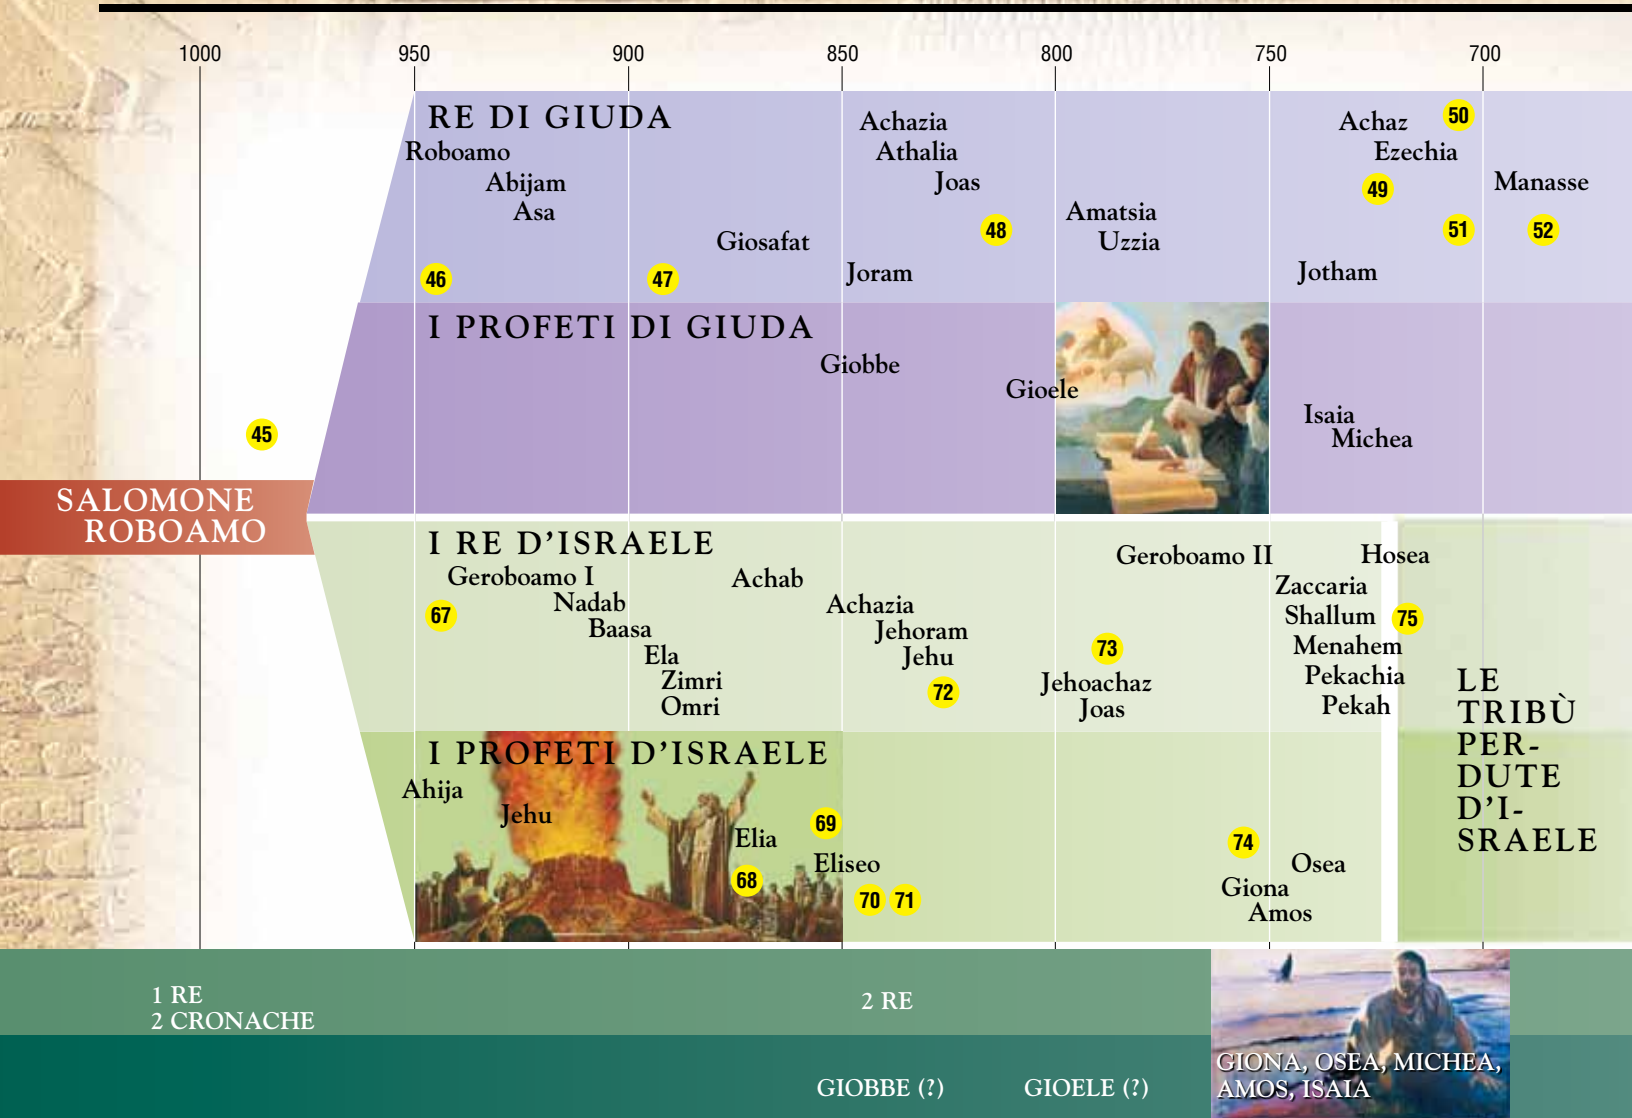 1000 950 900 850 800 750 700
RE DI GIUDA
Roboamo
Abijam
Asa
46
47
Giosafat
Achazia
Athalia
Joas
48
Joram
Amatsia
Uzzia
Achaz
50
Ezechia
49
Manasse
51
52
Jotham
I PROFETI DI GIUDA
Giobbe
Gioele
Isaia
Michea
45
SALOMONE
ROBOAMO
I RE D’ISRAELE
Geroboamo I
67
Nadab
Baasa
Ela
Zimri
Omri
Achab
Achazia
Jehoram
Jehu
72
73
Jehoachaz
Joas
Geroboamo II
Hosea
Zaccaria
Shallum
75
Menahem
Pekachia
Pekah
LE
TRIBÙ
PER-
DUTE
D’I-
SRAELE
I PROFETI D’ISRAELE
Ahija
Jehu
Elia
68
69
Eliseo
70 71
74
Osea
Giona
Amos
1 RE
2 CRONACHE
2 RE
GIOBBE (?)
GIOELE (?)
GIONA, OSEA, MICHEA,
AMOS, ISAIA